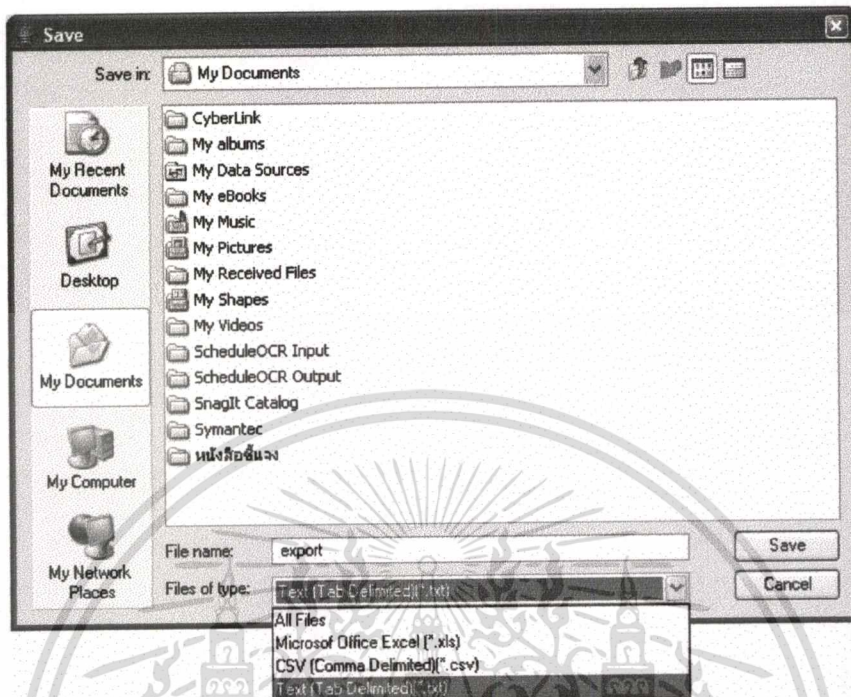 Save
Save in:
My Documents
My Recent
Documents
Desktop
My Documents
My Computer
My Network
Places
CyberLink
My albums
My Data Sources
My eBooks
My Music
My Pictures
My Received Files
My Shapes
My Videos
ScheduleOCR Input
ScheduleOCR Output
SnagIt Catalog
Symantec
หนังสือชี้แจง
File name:
export
Save
Files of type:
Text (Tab Delimited)(*.txt)
Cancel
All Files
Microsof Office Excel (*.xls)
CSV (Comma Delimited)(*.csv)
Text (Tab Delimited)(*.txt)